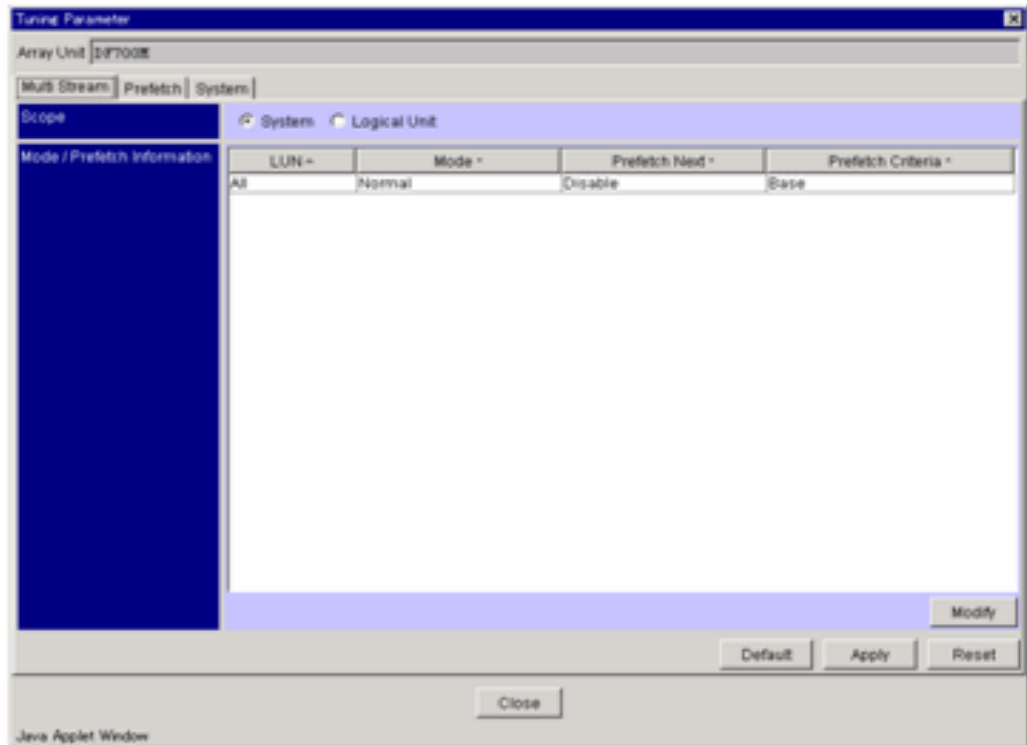 Tuning Parameter
Array Unit DF700M
Multi Stream Prefetch System
Scope System Logical Unit
Mode / Prefetch Information LUN Mode Prefetch Next Prefetch Criteria
All Normal Disable Base
Modify
Default Apply Reset
Close
Java Applet Window